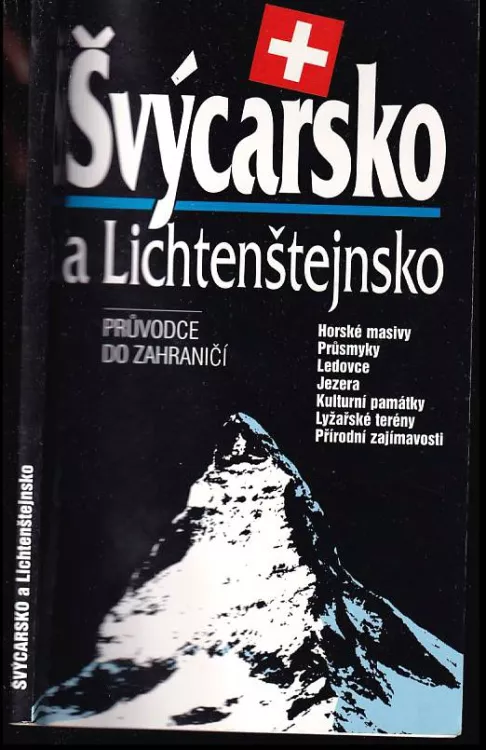 Švýcarsko
a Lichtenštejnsko
PRŮVODCE
DO ZAHRANIČÍ
Horské masivy
Průsmyky
Ledovce
Jezera
Kulturní památky
Lyžařské terény
Přírodní zajímavosti
ŠVÝCARSKO a Lichtenštejnsko